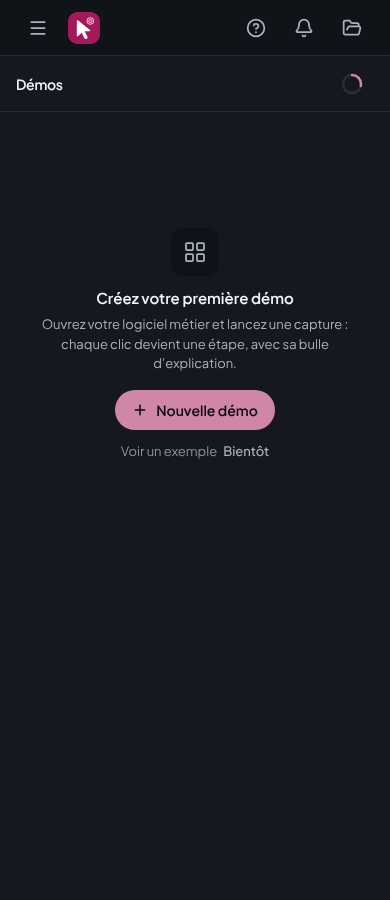 Démos
Créez votre première démo
Ouvrez votre logiciel métier et lancez une capture :
chaque clic devient une étape, avec sa bulle
d'explication.
Nouvelle démo
Voir un exemple Bientôt